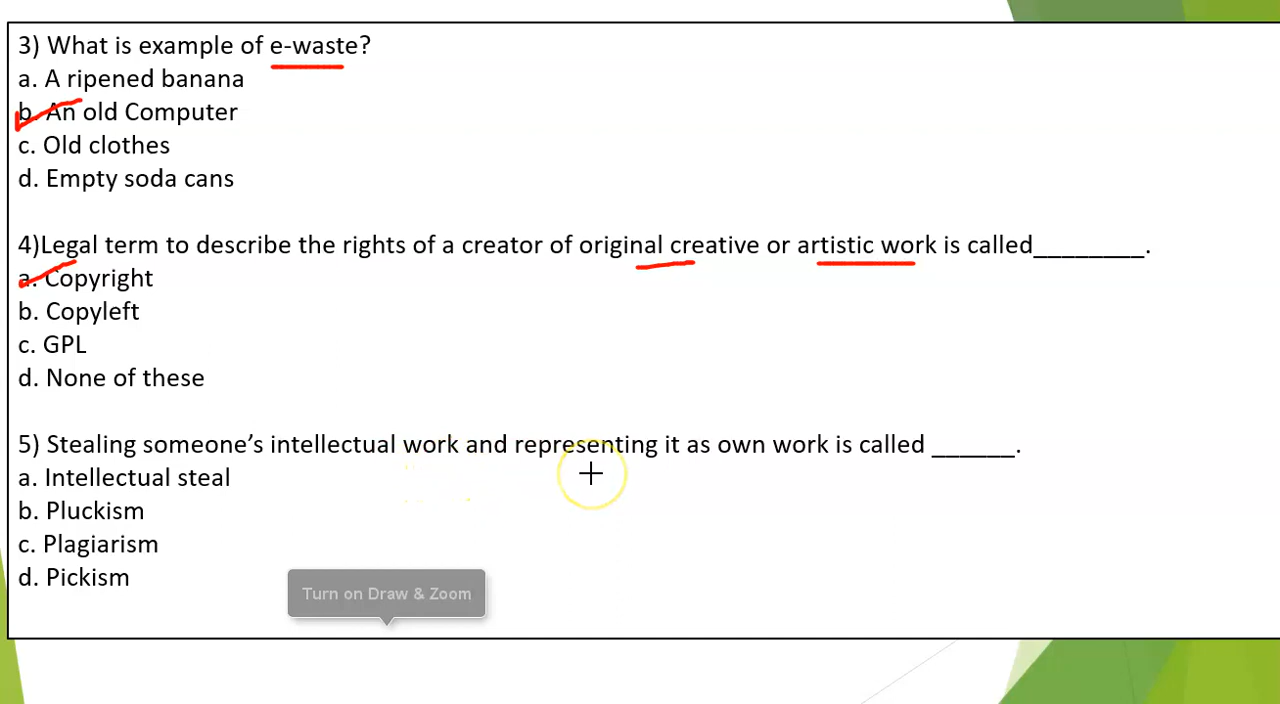 3) What is example of e-waste?
a. A ripened banana
b. An old Computer
c. Old clothes
d. Empty soda cans
4)Legal term to describe the rights of a creator of original creative or artistic work is called________.
a. Copyright
b. Copyleft
c. GPL
d. None of these
5) Stealing someone’s intellectual work and representing it as own work is called ______.
a. Intellectual steal
b. Pluckism
c. Plagiarism
d. Pickism
Turn on Draw & Zoom